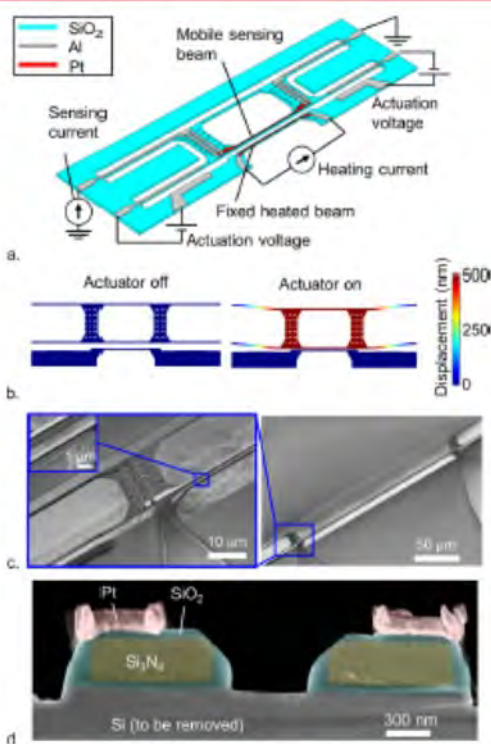 SiO₂
Al
Pt
Mobile sensing
beam
Sensing
current
Actuation
voltage
Heating current
Fixed heated beam
Actuation voltage
a.
Actuator off
Actuator on
5000
2500
0
Displacement (nm)
b.
1 µm
10 µm
50 µm
c.
Pt
SiO₂
Si₃N₄
Si (to be removed)
300 nm
d.